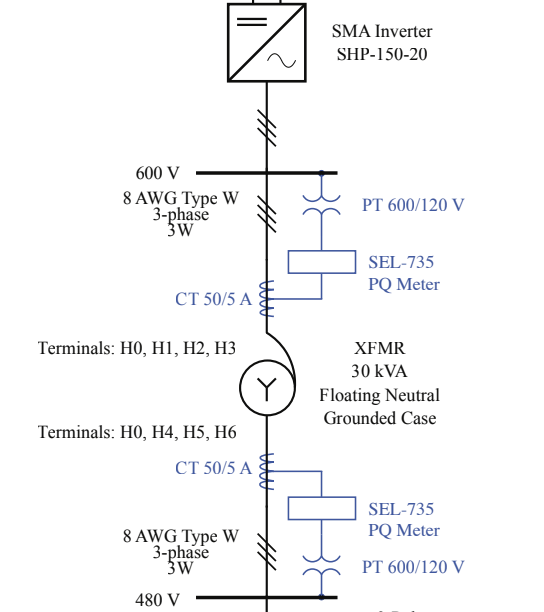 SMA Inverter
SHP-150-20
600 V
8 AWG Type W
3-phase
3W
PT 600/120 V
SEL-735
PQ Meter
CT 50/5 A
Terminals: H0, H1, H2, H3
XFMR
30 kVA
Floating Neutral
Grounded Case
Terminals: H0, H4, H5, H6
CT 50/5 A
SEL-735
PQ Meter
8 AWG Type W
3-phase
3W
PT 600/120 V
480 V